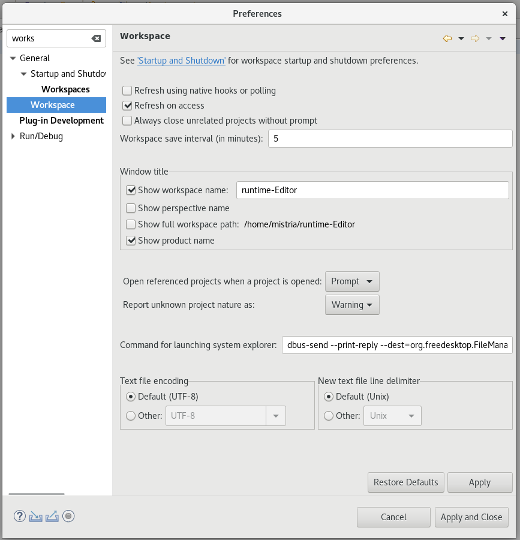 Preferences
works
Workspace
General
Startup and Shutdow
Workspaces
Workspace
Plug-in Development
Run/Debug
See 'Startup and Shutdown' for workspace startup and shutdown preferences.
Refresh using native hooks or polling
Refresh on access
Always close unrelated projects without prompt
Workspace save interval (in minutes): 5
Window title
Show workspace name: runtime-Editor
Show perspective name
Show full workspace path: /home/mistria/runtime-Editor
Show product name
Open referenced projects when a project is opened: Prompt
Report unknown project nature as: Warning
Command for launching system explorer: dbus-send --print-reply --dest=org.freedesktop.FileMana
Text file encoding
Default (UTF-8)
Other: UTF-8
New text file line delimiter
Default (Unix)
Other: Unix
Restore Defaults
Apply
Cancel
Apply and Close